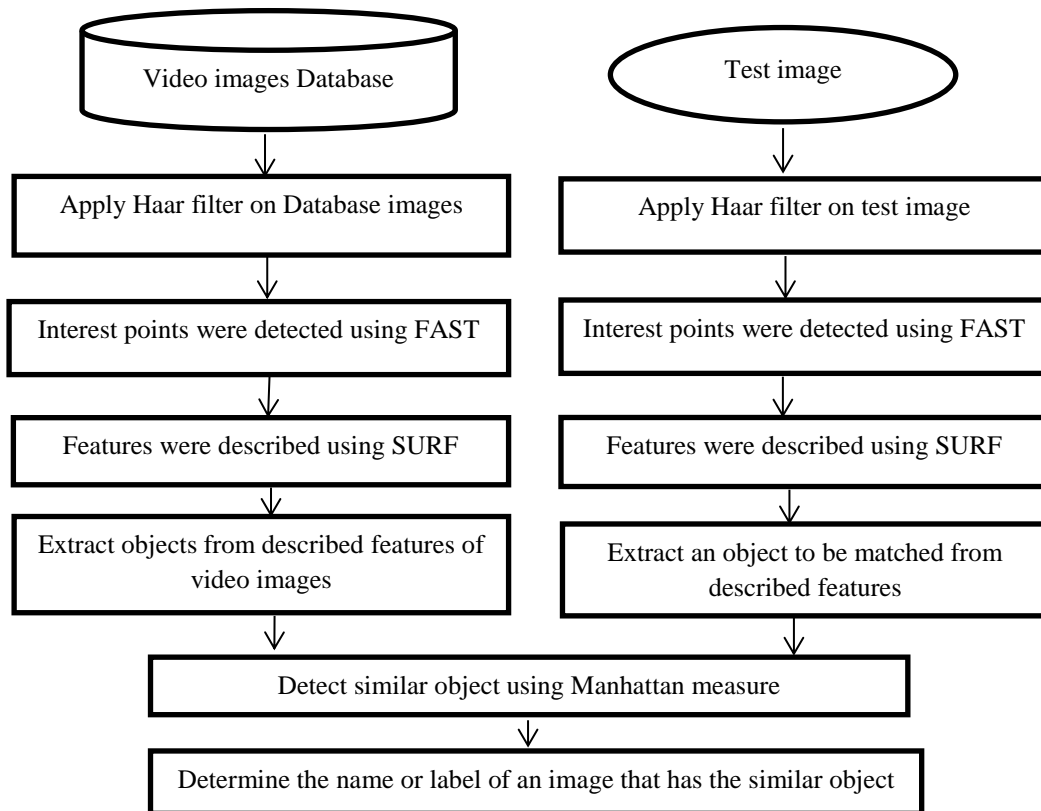 Video images Database
Test image
Apply Haar filter on Database images
Apply Haar filter on test image
Interest points were detected using FAST
Interest points were detected using FAST
Features were described using SURF
Features were described using SURF
Extract objects from described features of
video images
Extract an object to be matched from
described features
Detect similar object using Manhattan measure
Determine the name or label of an image that has the similar object